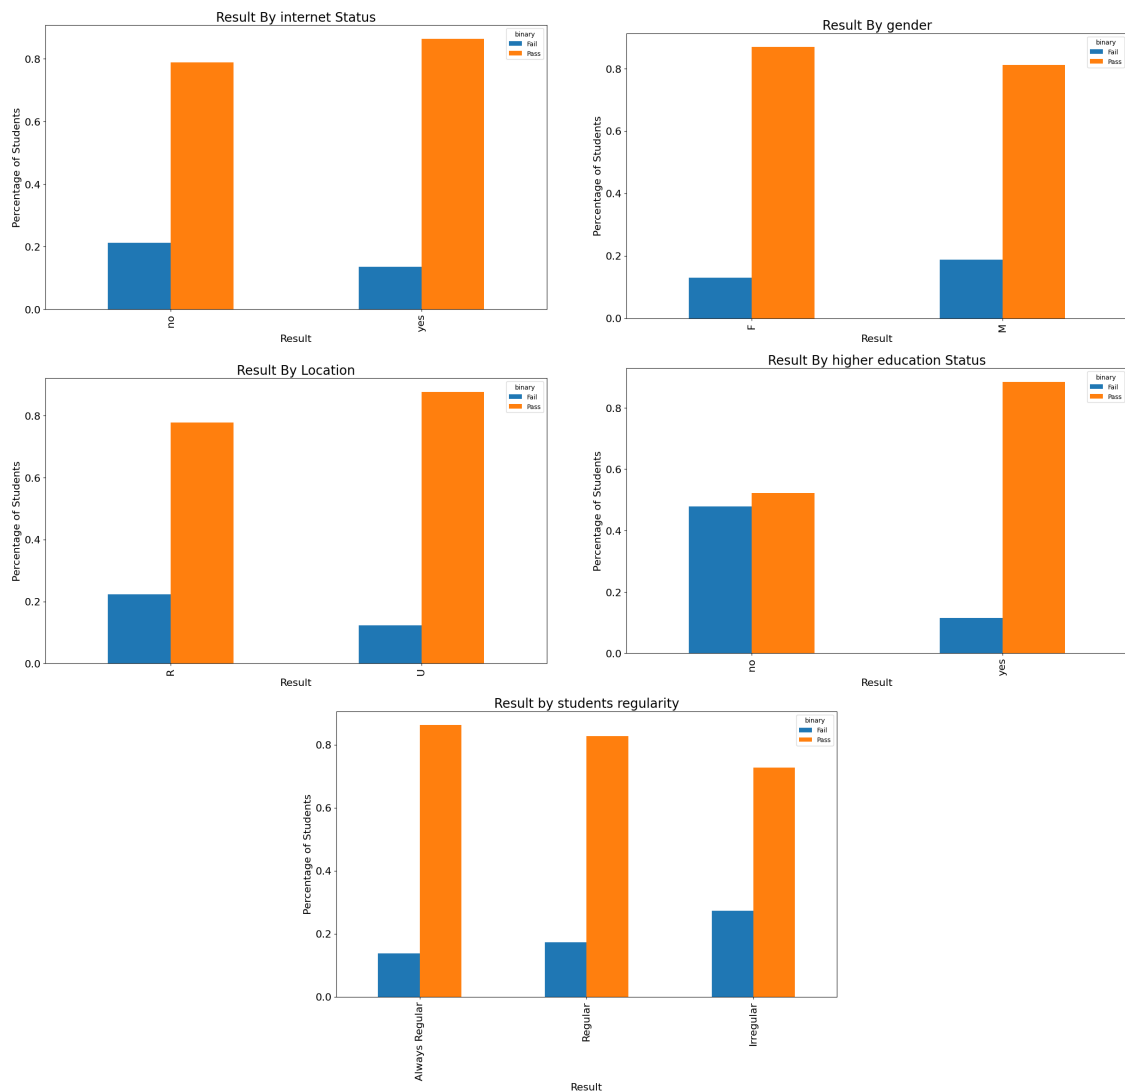 Result By internet Status
binary
Fail
Pass
Percentage of Students
0.8
0.6
0.4
0.2
0.0
no
yes
Result
Result By gender
binary
Fail
Pass
Percentage of Students
0.8
0.6
0.4
0.2
0.0
F
M
Result
Result By Location
binary
Fail
Pass
Percentage of Students
0.8
0.6
0.4
0.2
0.0
R
U
Result
Result By higher education Status
binary
Fail
Pass
Percentage of Students
0.8
0.6
0.4
0.2
0.0
no
yes
Result
Result by students regularity
binary
Fail
Pass
Percentage of Students
0.8
0.6
0.4
0.2
0.0
Always Regular
Regular
Irregular
Result